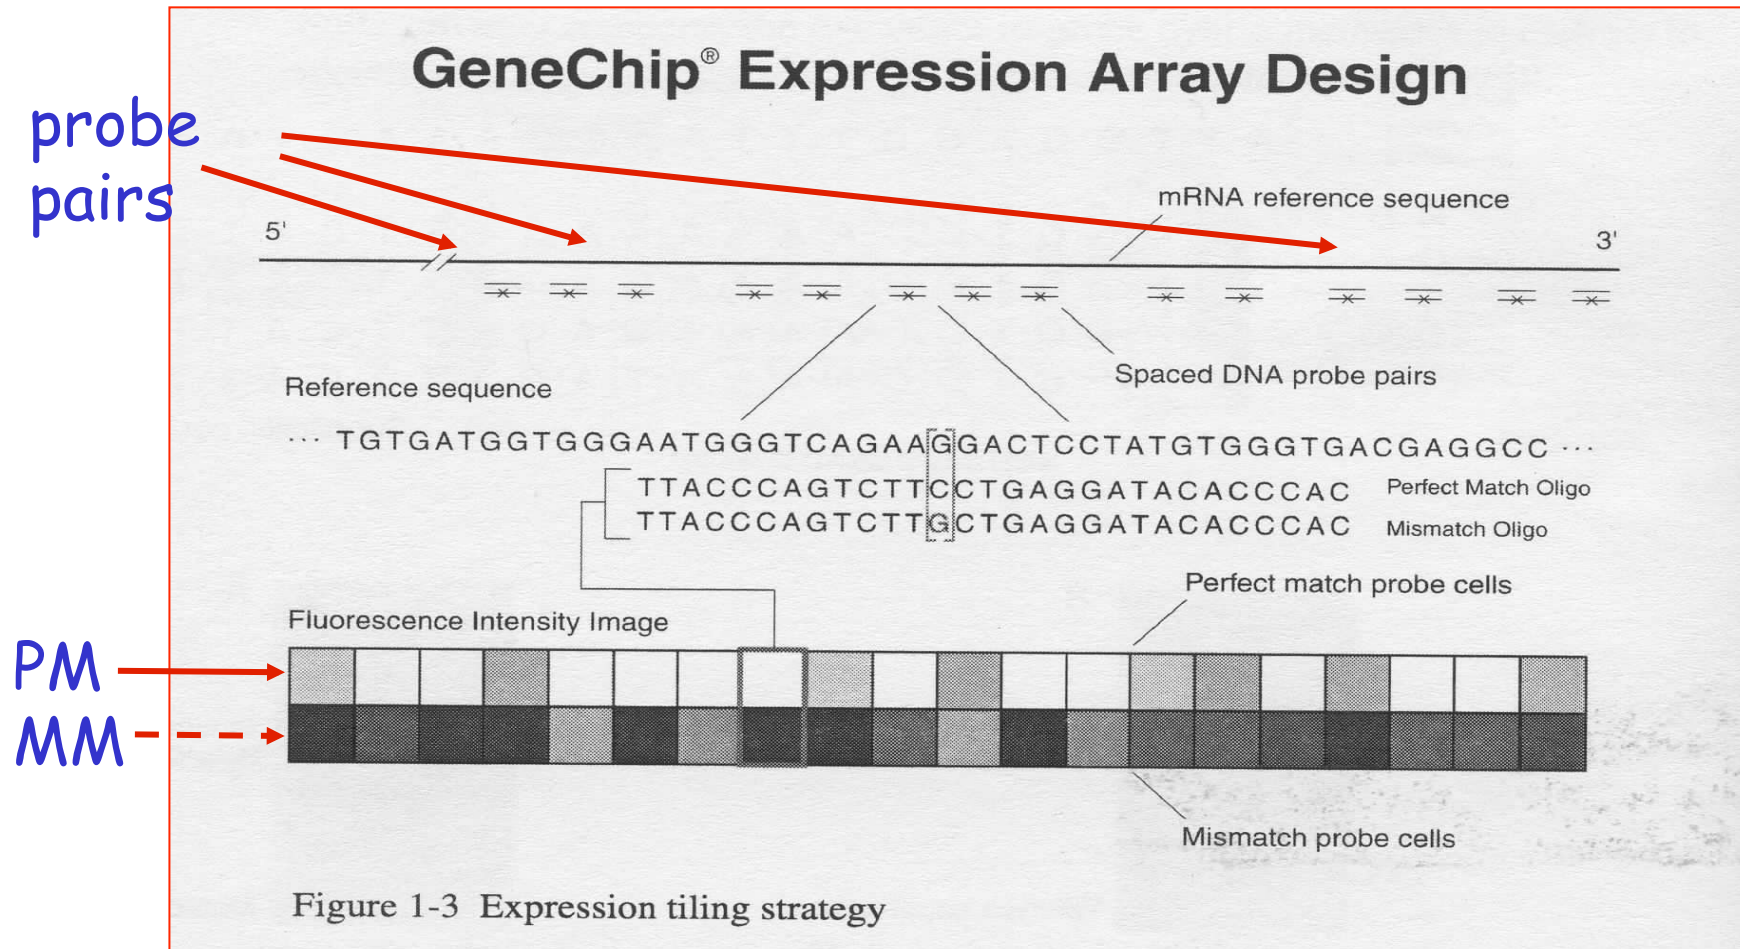 GeneChip® Expression Array Design
probe
pairs
mRNA reference sequence
5'
3'
Spaced DNA probe pairs
Reference sequence
··· TGTGATGGTGGGAATGGGTCAGAAGGACTCCTATGTGGGTGACGAGGCC ···
TTACCCAGTCTTCCTGAGGATACACCCAC Perfect Match Oligo
TTACCCAGTCTTGCTGAGGATACACCCAC Mismatch Oligo
Perfect match probe cells
Fluorescence Intensity Image
PM
MM
Mismatch probe cells
Figure 1-3 Expression tiling strategy